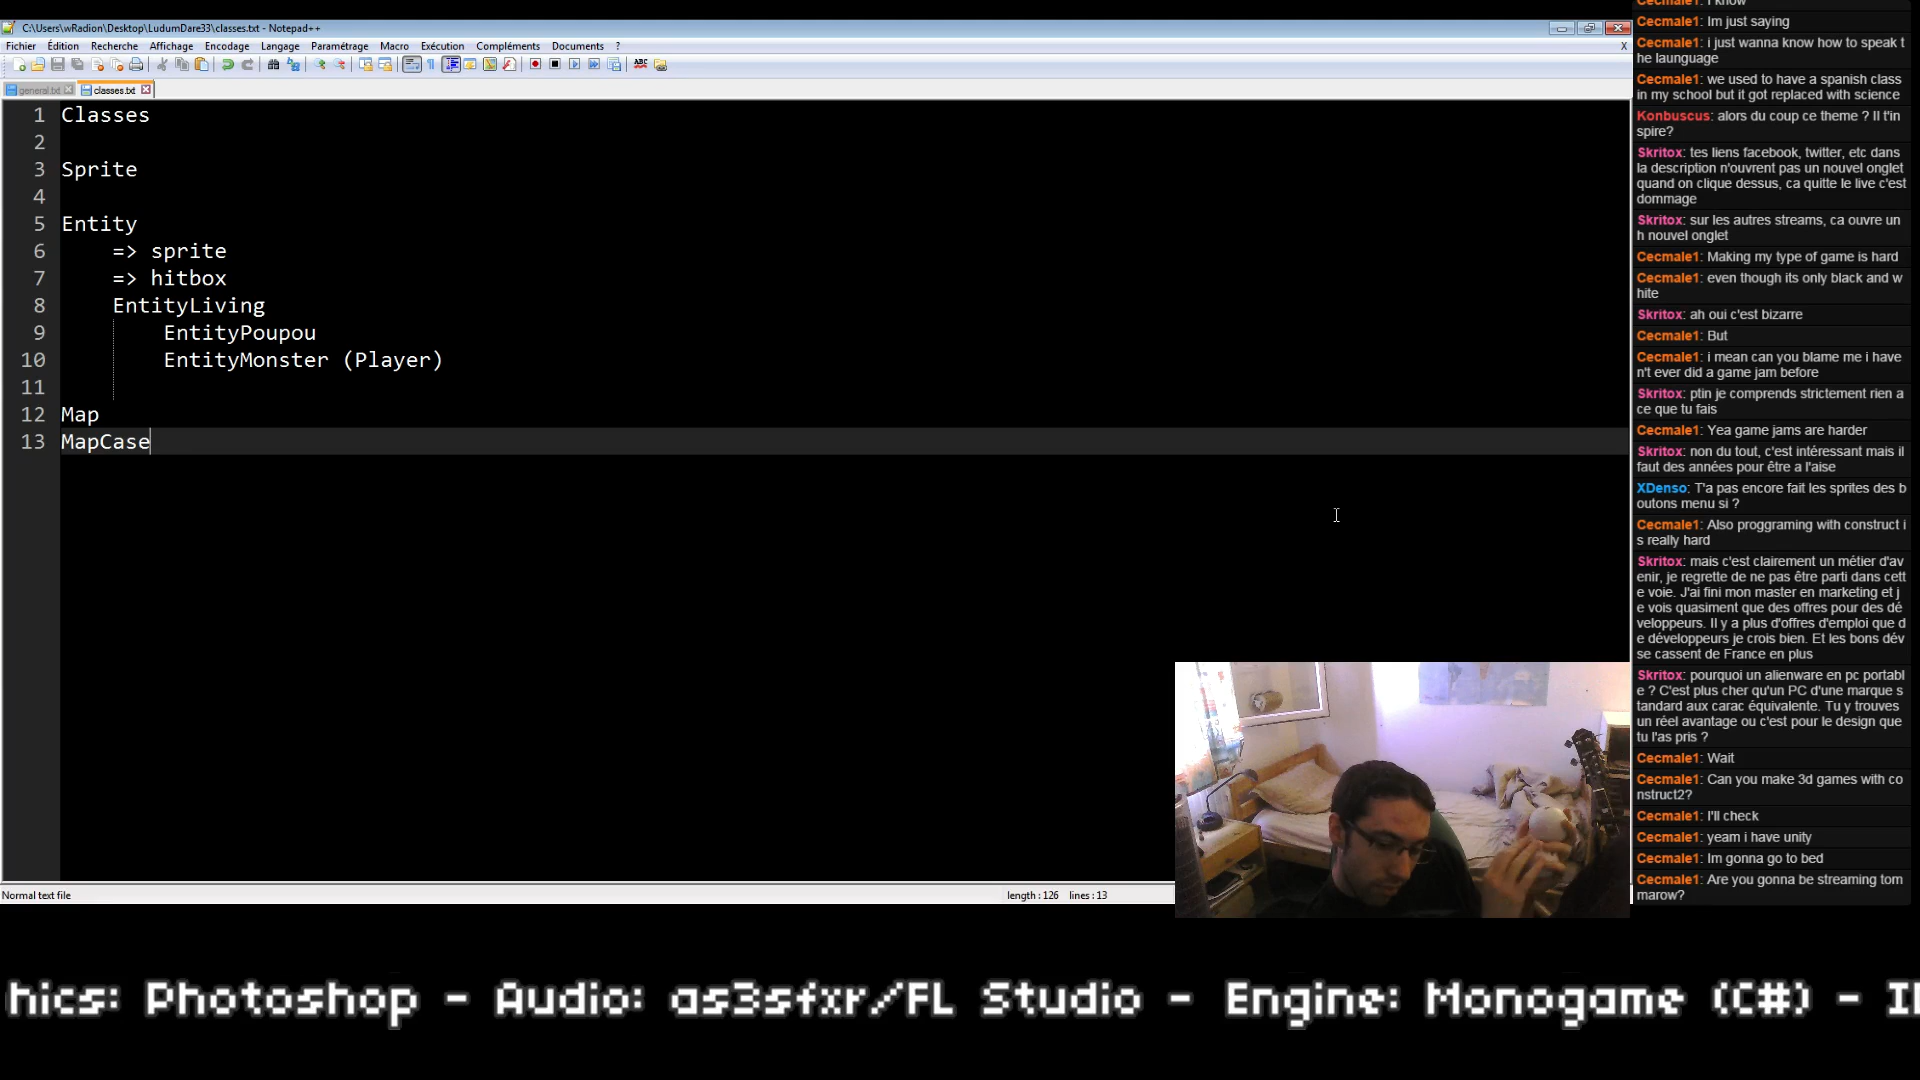 C:\Users\wRadion\Desktop\LudumDare33\classes.txt - Notepad++
Fichier Édition Recherche Affichage Encodage Langage Paramétrage Macro Exécution Compléments Documents ?
X
general.txt classes.txt
1 Classes
2
3 Sprite
4
5 Entity
6 => sprite
7 => hitbox
8 EntityLiving
9 EntityPoupou
10 EntityMonster (Player)
11
12 Map
13 MapCase
Normal text file length : 126 lines : 13
hics: Photoshop - Audio: as3sfxr/FL Studio - Engine: Monogame (C#) - I
Cecmale1: I know
Cecmale1: Im just saying
Cecmale1: i just wanna know how to speak t
he launguage
Cecmale1: we used to have a spanish class
in my school but it got replaced with science
Konbuscus: alors du coup ce theme ? Il t'in
spire?
Skritox: tes liens facebook, twitter, etc dans
la description n'ouvrent pas un nouvel onglet
quand on clique dessus, ca quitte le live c'est
dommage
Skritox: sur les autres streams, ca ouvre un
h nouvel onglet
Cecmale1: Making my type of game is hard
Cecmale1: even though its only black and w
hite
Skritox: ah oui c'est bizarre
Cecmale1: But
Cecmale1: i mean can you blame me i have
n't ever did a game jam before
Skritox: ptin je comprends strictement rien a
ce que tu fais
Cecmale1: Yea game jams are harder
Skritox: non du tout, c'est intéressant mais il
faut des années pour être a l'aise
XDenso: T'a pas encore fait les sprites des b
outons menu si ?
Cecmale1: Also proggraming with construct i
s really hard
Skritox: mais c'est clairement un métier d'av
enir, je regrette de ne pas être parti dans cett
e voie. J'ai fini mon master en marketing et j
e vois quasiment que des offres pour des dé
veloppeurs. Il y a plus d'offres d'emploi que d
e développeurs je crois bien. Et les bons dév
se cassent de France en plus
Skritox: pourquoi un alienware en pc portabl
e ? C'est plus cher qu'un PC d'une marque s
tandard aux carac équivalente. Tu y trouves
un réel avantage ou c'est pour le design que
tu l'as pris ?
Cecmale1: Wait
Cecmale1: Can you make 3d games with co
nstruct2?
Cecmale1: I'll check
Cecmale1: yeam i have unity
Cecmale1: Im gonna go to bed
Cecmale1: Are you gonna be streaming tom
marow?